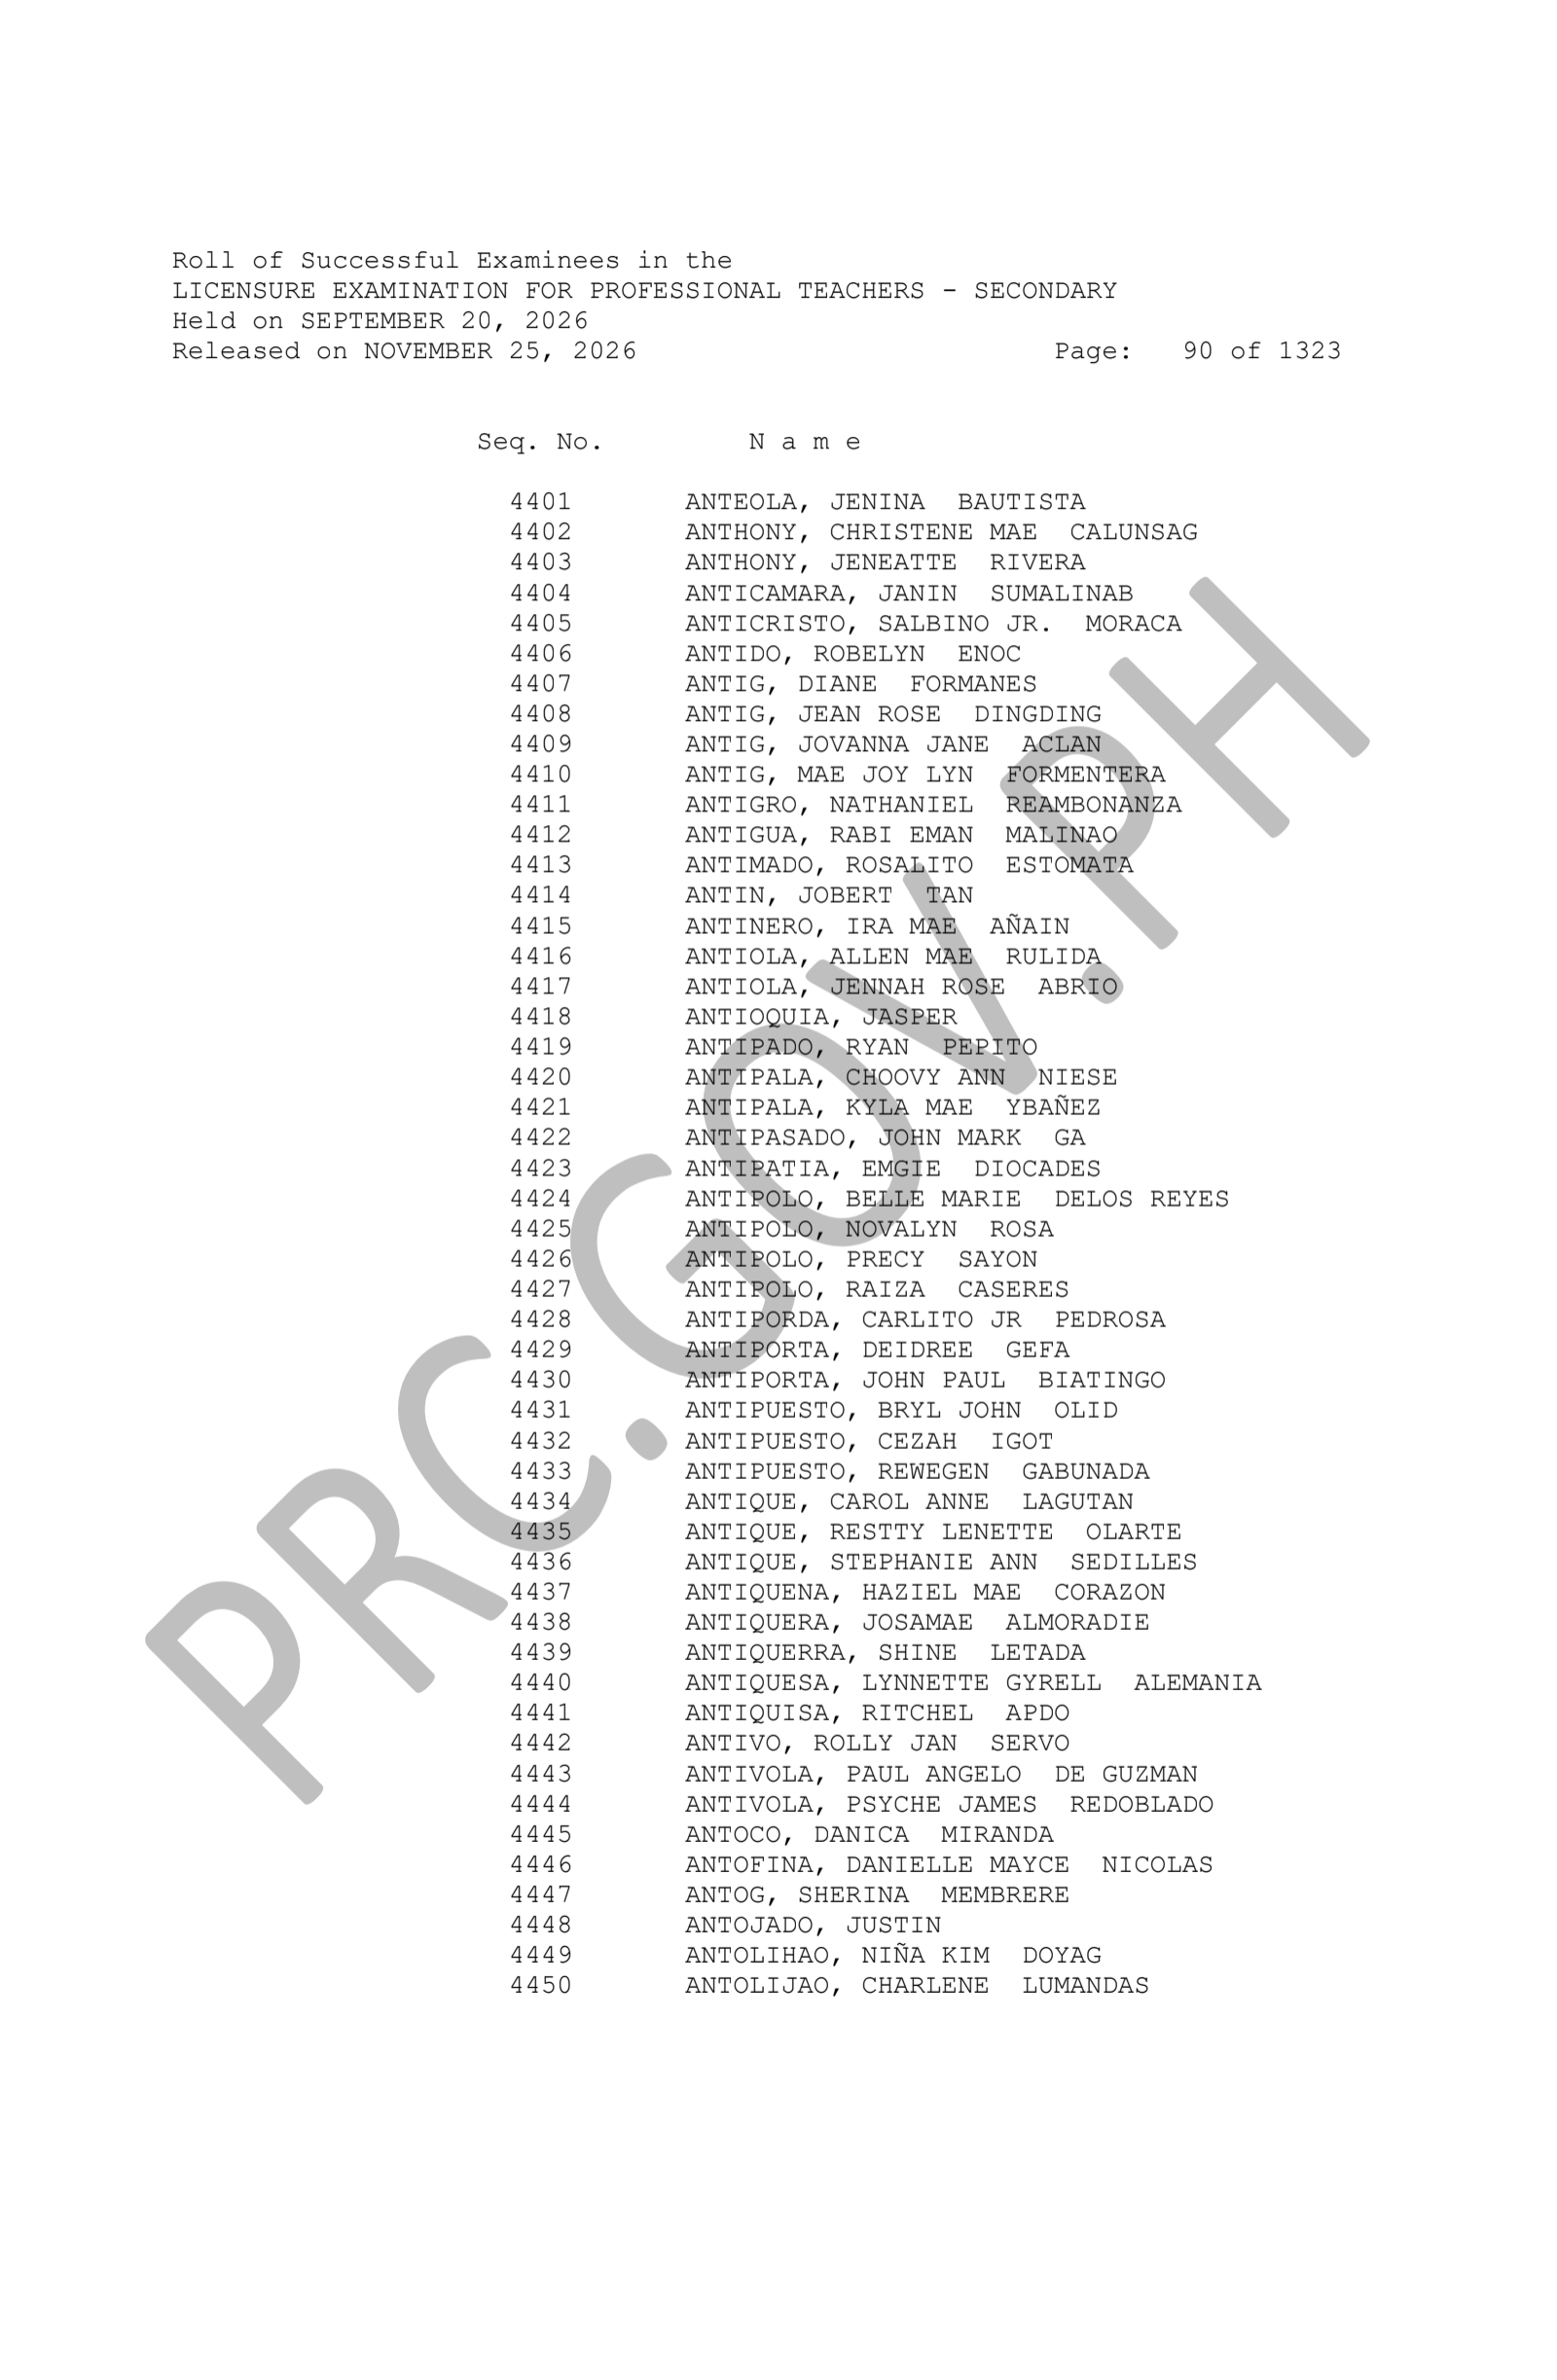 Roll of Successful Examinees in the
LICENSURE EXAMINATION FOR PROFESSIONAL TEACHERS - SECONDARY
Held on SEPTEMBER 20, 2026
Released on NOVEMBER 25, 2026 Page: 90 of 1323
Seq. No. N a m e
4401 ANTEOLA, JENINA BAUTISTA
4402 ANTHONY, CHRISTENE MAE CALUNSAG
4403 ANTHONY, JENEATTE RIVERA
4404 ANTICAMARA, JANIN SUMALINAB
4405 ANTICRISTO, SALBINO JR. MORACA
4406 ANTIDO, ROBELYN ENOC
4407 ANTIG, DIANE FORMANES
4408 ANTIG, JEAN ROSE DINGDING
4409 ANTIG, JOVANNA JANE ACLAN
4410 ANTIG, MAE JOY LYN FORMENTERA
4411 ANTIGRO, NATHANIEL REAMBONANZA
4412 ANTIGUA, RABI EMAN MALINAO
4413 ANTIMADO, ROSALITO ESTOMATA
4414 ANTIN, JOBERT TAN
4415 ANTINERO, IRA MAE AÑAIN
4416 ANTIOLA, ALLEN MAE RULIDA
4417 ANTIOLA, JENNAH ROSE ABRIO
4418 ANTIOQUIA, JASPER
4419 ANTIPADO, RYAN PEPITO
4420 ANTIPALA, CHOOVY ANN NIESE
4421 ANTIPALA, KYLA MAE YBAÑEZ
4422 ANTIPASADO, JOHN MARK GA
4423 ANTIPATIA, EMGIE DIOCADES
4424 ANTIPOLO, BELLE MARIE DELOS REYES
4425 ANTIPOLO, NOVALYN ROSA
4426 ANTIPOLO, PRECY SAYON
4427 ANTIPOLO, RAIZA CASERES
4428 ANTIPORDA, CARLITO JR PEDROSA
4429 ANTIPORTA, DEIDREE GEFA
4430 ANTIPORTA, JOHN PAUL BIATINGO
4431 ANTIPUESTO, BRYL JOHN OLID
4432 ANTIPUESTO, CEZAH IGOT
4433 ANTIPUESTO, REWEGEN GABUNADA
4434 ANTIQUE, CAROL ANNE LAGUTAN
4435 ANTIQUE, RESTTY LENETTE OLARTE
4436 ANTIQUE, STEPHANIE ANN SEDILLES
4437 ANTIQUENA, HAZIEL MAE CORAZON
4438 ANTIQUERA, JOSAMAE ALMORADIE
4439 ANTIQUERRA, SHINE LETADA
4440 ANTIQUESA, LYNNETTE GYRELL ALEMANIA
4441 ANTIQUISA, RITCHEL APDO
4442 ANTIVO, ROLLY JAN SERVO
4443 ANTIVOLA, PAUL ANGELO DE GUZMAN
4444 ANTIVOLA, PSYCHE JAMES REDOBLADO
4445 ANTOCO, DANICA MIRANDA
4446 ANTOFINA, DANIELLE MAYCE NICOLAS
4447 ANTOG, SHERINA MEMBRERE
4448 ANTOJADO, JUSTIN
4449 ANTOLIHAO, NIÑA KIM DOYAG
4450 ANTOLIJAO, CHARLENE LUMANDAS
PRC.GOV.PH